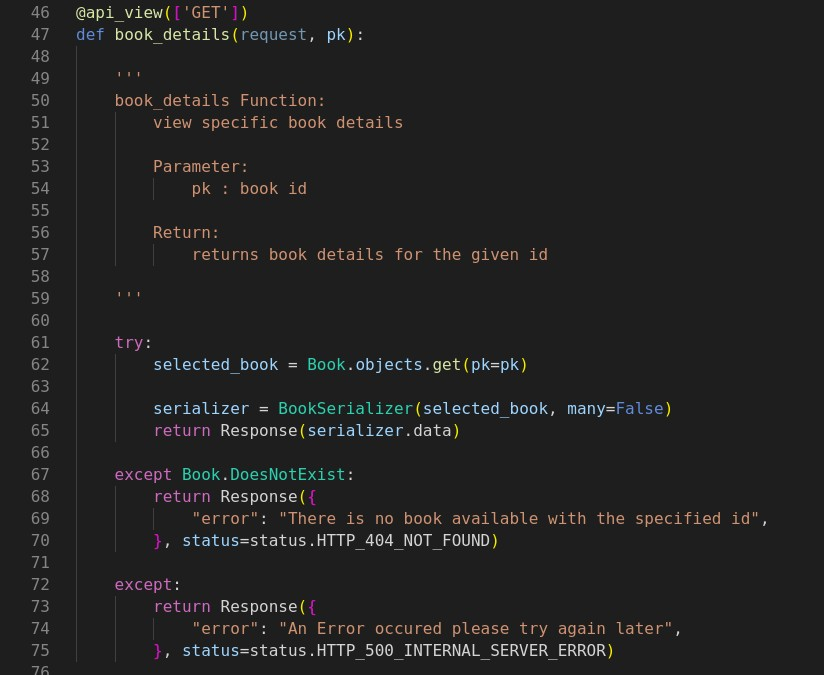 46 @api_view(['GET'])
47 def book_details(request, pk):
48
49     '''
50     book_details Function:
51         view specific book details
52
53         Parameter:
54             pk : book id
55
56         Return:
57             returns book details for the given id
58
59     '''
60
61     try:
62         selected_book = Book.objects.get(pk=pk)
63
64         serializer = BookSerializer(selected_book, many=False)
65         return Response(serializer.data)
66
67     except Book.DoesNotExist:
68         return Response({
69             "error": "There is no book available with the specified id",
70         }, status=status.HTTP_404_NOT_FOUND)
71
72     except:
73         return Response({
74             "error": "An Error occured please try again later",
75         }, status=status.HTTP_500_INTERNAL_SERVER_ERROR)
76